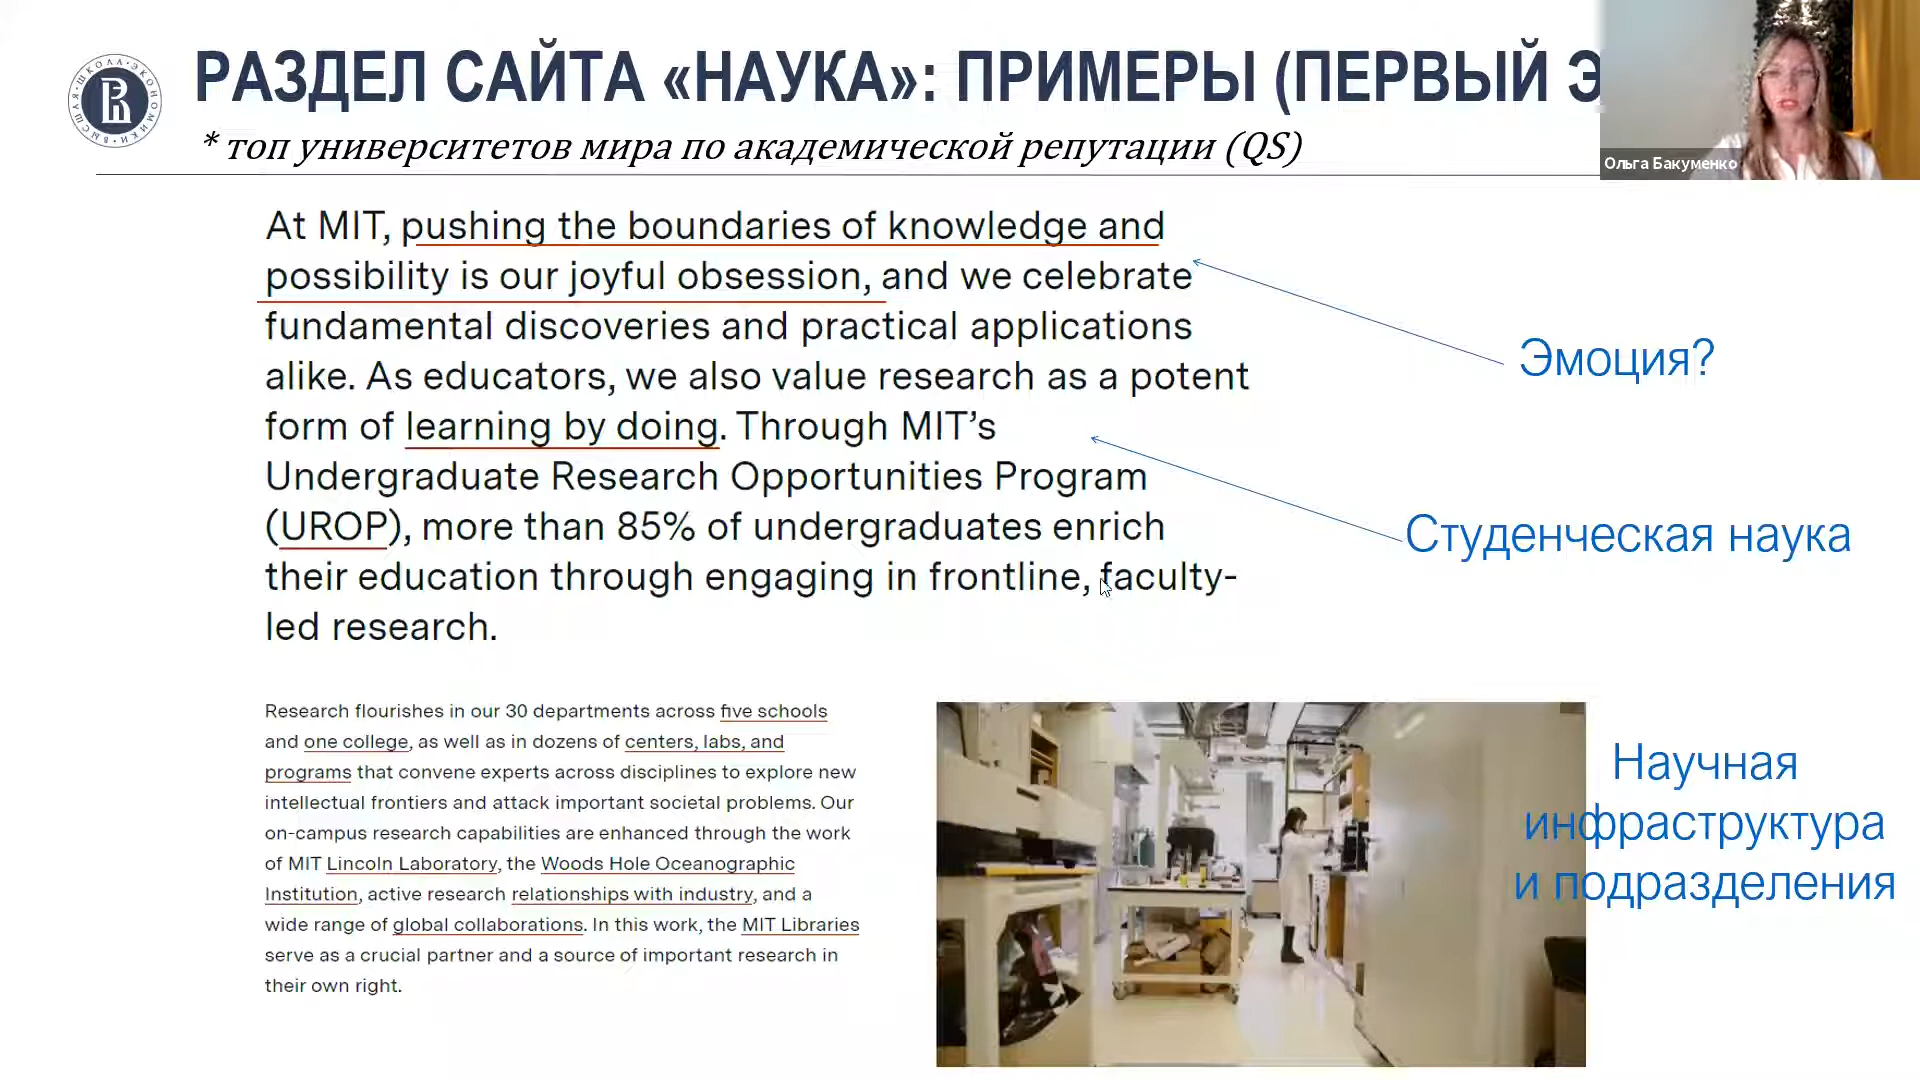 РАЗДЕЛ САЙТА «НАУКА»: ПРИМЕРЫ (ПЕРВЫЙ Э
* топ университетов мира по академической репутации (QS)
Ольга Бакуменко
ВЫСШАЯ ШКОЛА ЭКОНОМИКИ
At MIT, pushing the boundaries of knowledge and
possibility is our joyful obsession, and we celebrate
fundamental discoveries and practical applications
alike. As educators, we also value research as a potent
form of learning by doing. Through MIT’s
Undergraduate Research Opportunities Program
(UROP), more than 85% of undergraduates enrich
their education through engaging in frontline, faculty-
led research.
Эмоция?
Студенческая наука
Research flourishes in our 30 departments across five schools
and one college, as well as in dozens of centers, labs, and
programs that convene experts across disciplines to explore new
intellectual frontiers and attack important societal problems. Our
on-campus research capabilities are enhanced through the work
of MIT Lincoln Laboratory, the Woods Hole Oceanographic
Institution, active research relationships with industry, and a
wide range of global collaborations. In this work, the MIT Libraries
serve as a crucial partner and a source of important research in
their own right.
Научная
инфраструктура
и подразделения